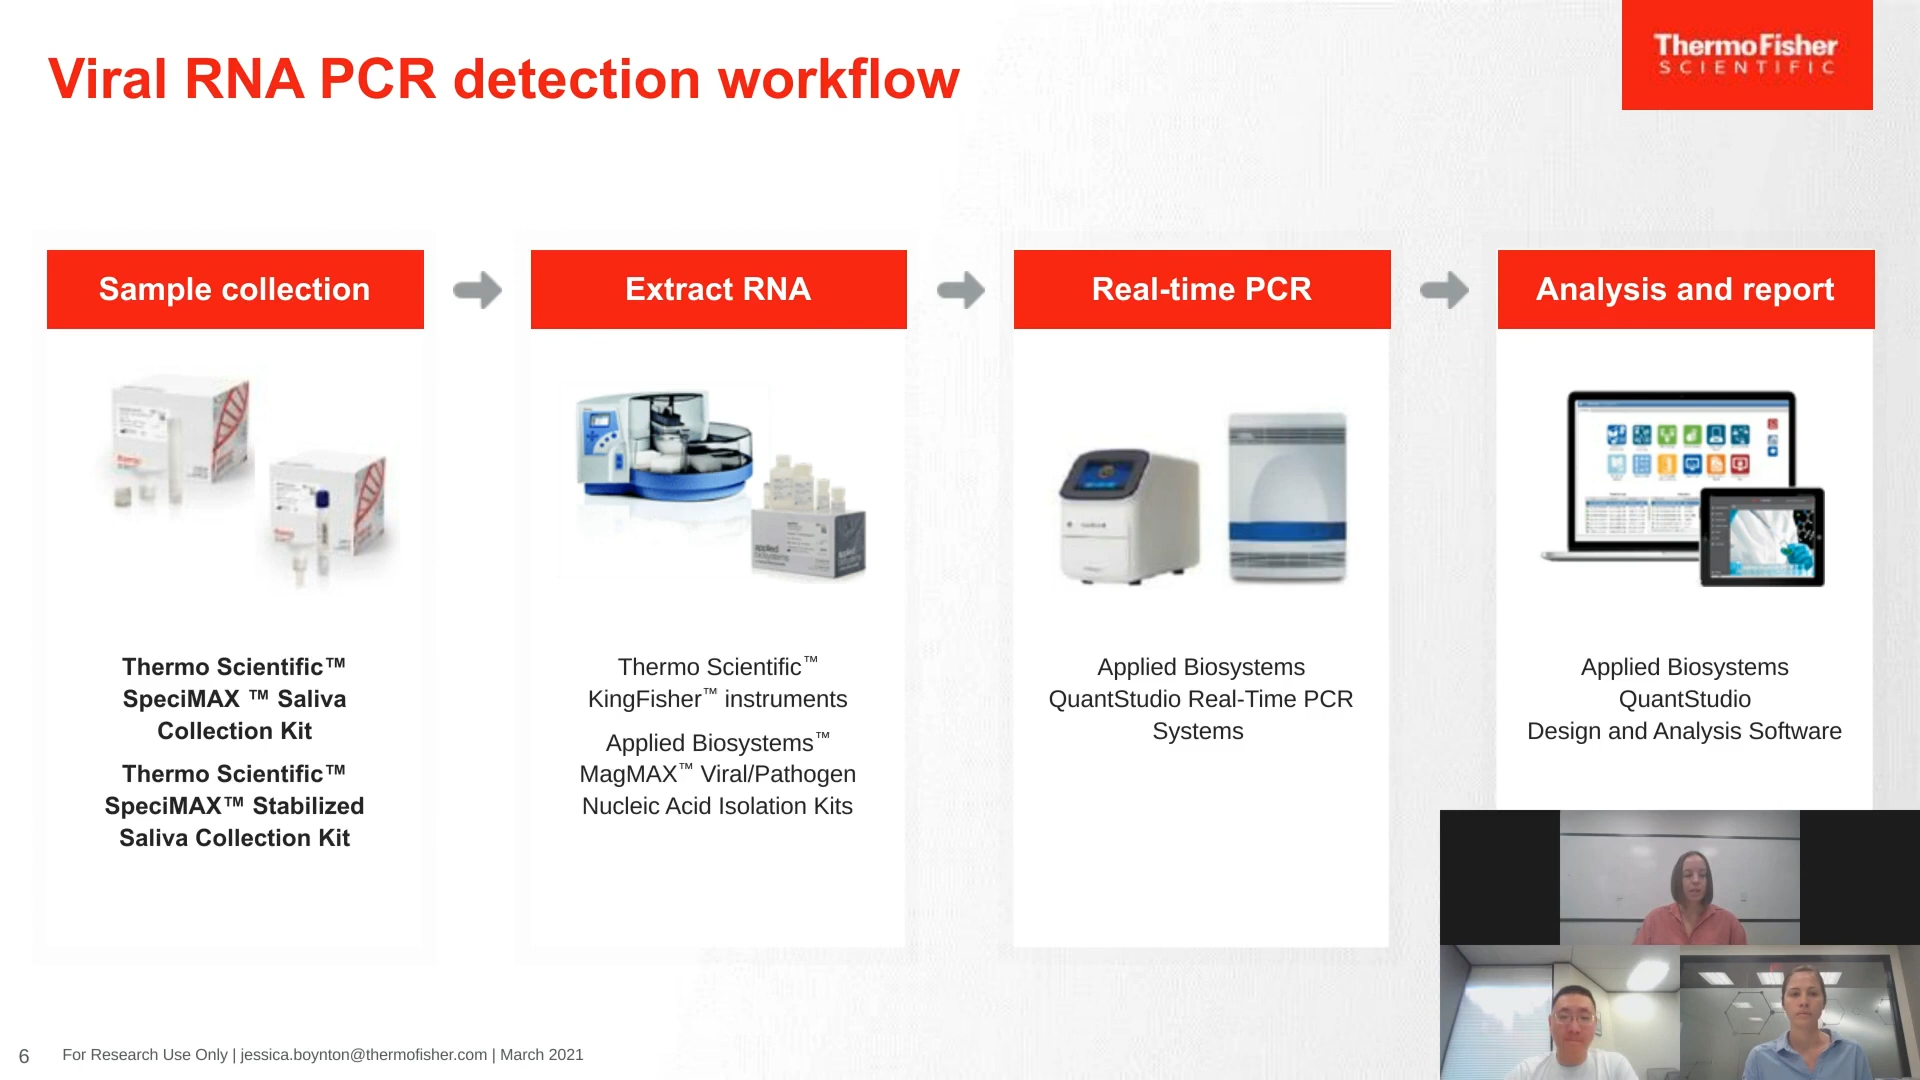 Viral RNA PCR detection workflow
ThermoFisher
SCIENTIFIC
Sample collection
Extract RNA
Real-time PCR
Analysis and report
applied
biosystems
Thermo Scientific™
SpeciMAX ™ Saliva
Collection Kit
Thermo Scientific™
SpeciMAX™ Stabilized
Saliva Collection Kit
Thermo Scientific™
KingFisher™ instruments
Applied Biosystems™
MagMAX™ Viral/Pathogen
Nucleic Acid Isolation Kits
Applied Biosystems
QuantStudio Real-Time PCR
Systems
Applied Biosystems
QuantStudio
Design and Analysis Software
6
For Research Use Only | jessica.boynton@thermofisher.com | March 2021